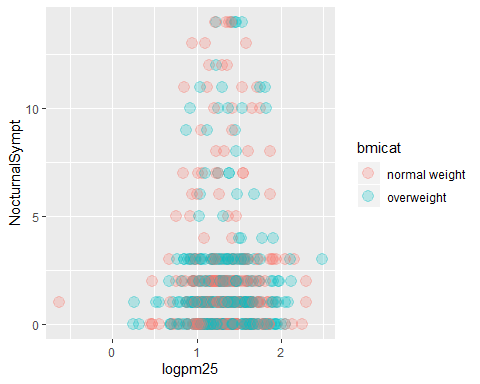 NocturnalSympt
10
5
0
0
1
2
logpm25
bmicat
normal weight
overweight